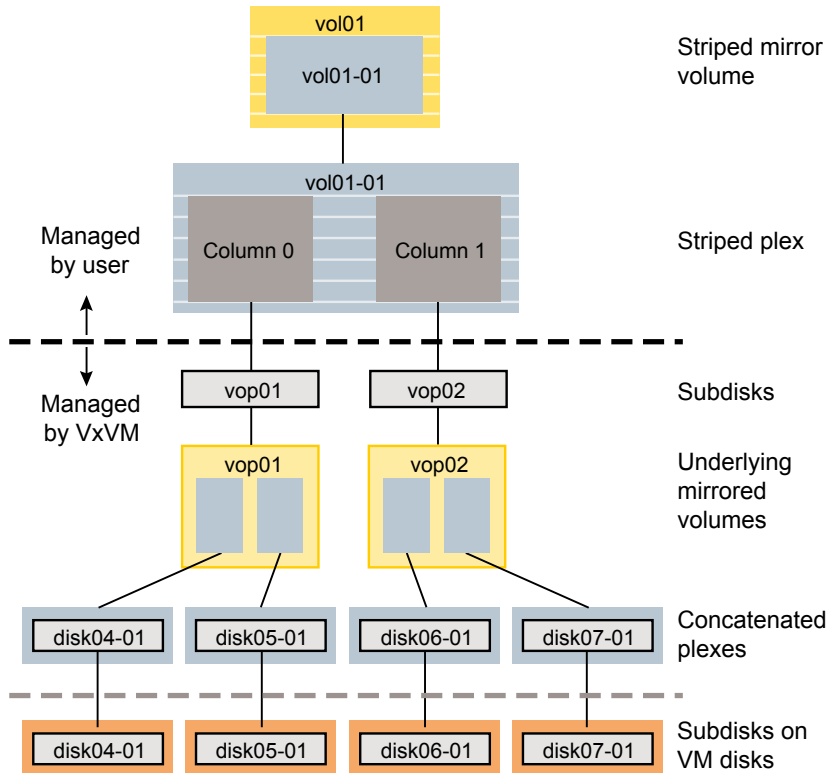 vol01
vol01-01
Striped mirror
volume
vol01-01
Column 0
Column 1
Striped plex
Managed
by user
Managed
by VxVM
vop01
vop02
Subdisks
vop01
vop02
Underlying
mirrored
volumes
disk04-01
disk05-01
disk06-01
disk07-01
Concatenated
plexes
disk04-01
disk05-01
disk06-01
disk07-01
Subdisks on
VM disks